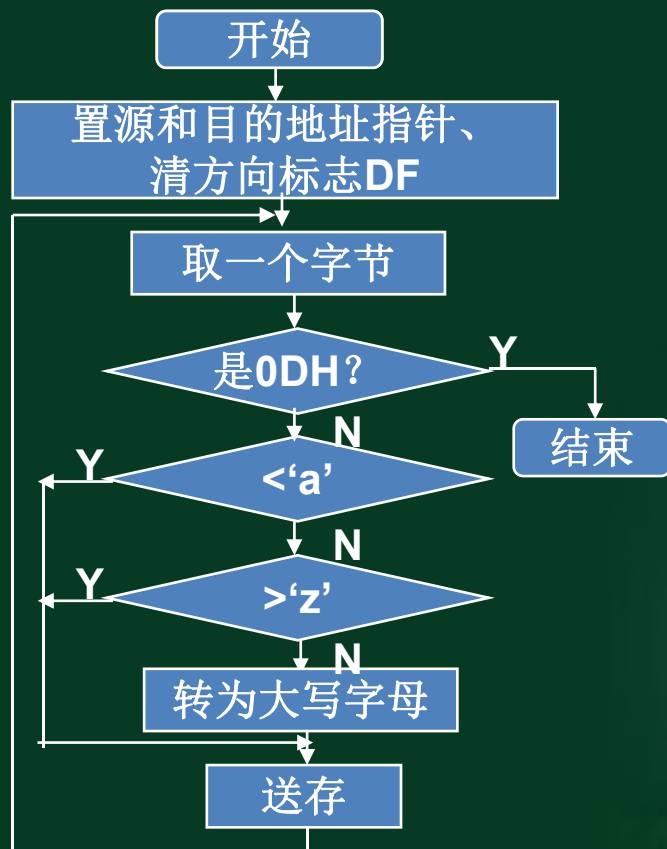 开始
置源和目的地址指针、
清方向标志DF
取一个字节
是0DH?
Y
N
结束
Y
<‘a’
N
Y
>‘z’
N
转为大写字母
送存